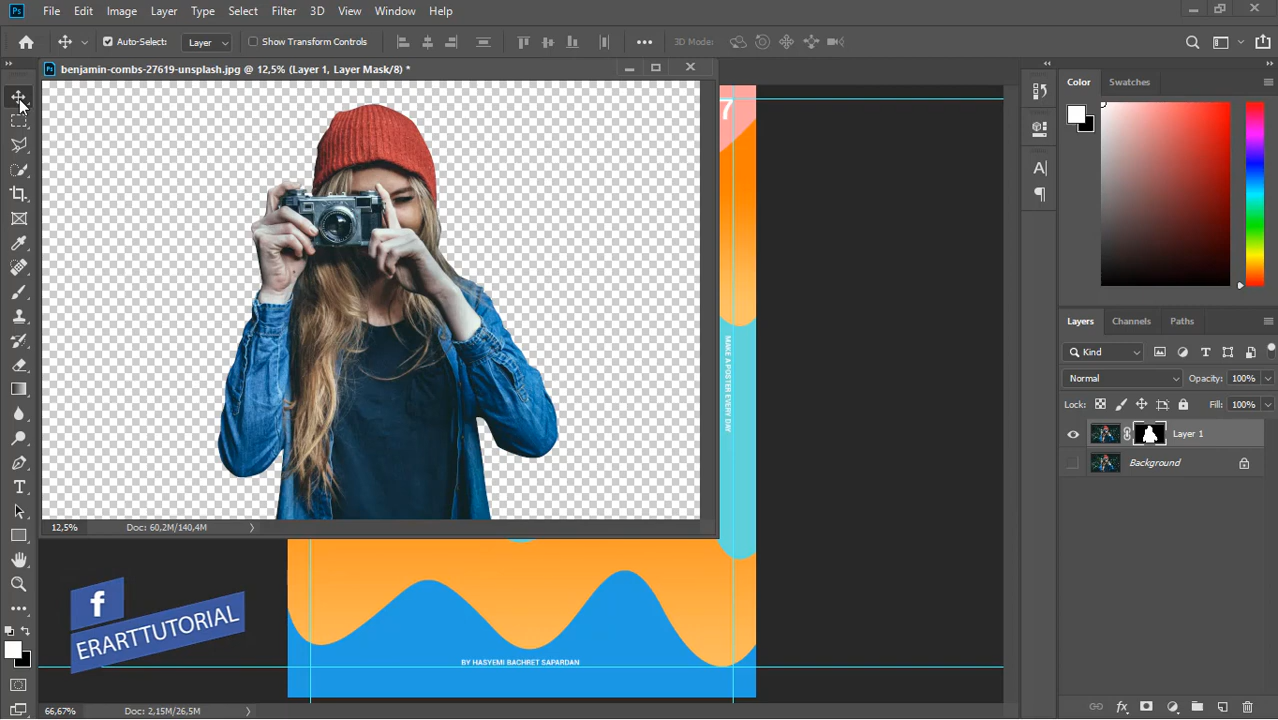 Ps File Edit Image Layer Type Select Filter 3D View Window Help
Auto-Select: Layer Show Transform Controls 3D Mode:
benjamin-combs-27619-unsplash.jpg @ 12,5% (Layer 1, Layer Mask/8) *
7
MAKE A POSTER EVERY DAY
12,5% Doc: 60,2M/140,4M
f
ERARTTUTORIAL
BY HASYEMI BACHRET SAPARDAN
66,67% Doc: 2,15M/26,5M
Color Swatches
Layers Channels Paths
Kind
Normal Opacity: 100%
Lock: Fill: 100%
Layer 1
Background